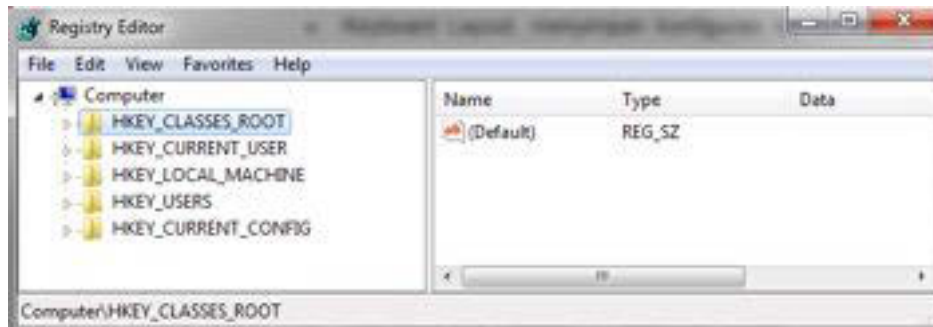 Registry Editor
File Edit View Favorites Help
Computer
HKEY_CLASSES_ROOT
HKEY_CURRENT_USER
HKEY_LOCAL_MACHINE
HKEY_USERS
HKEY_CURRENT_CONFIG
Name Type Data
(Default) REG_SZ
Computer\HKEY_CLASSES_ROOT